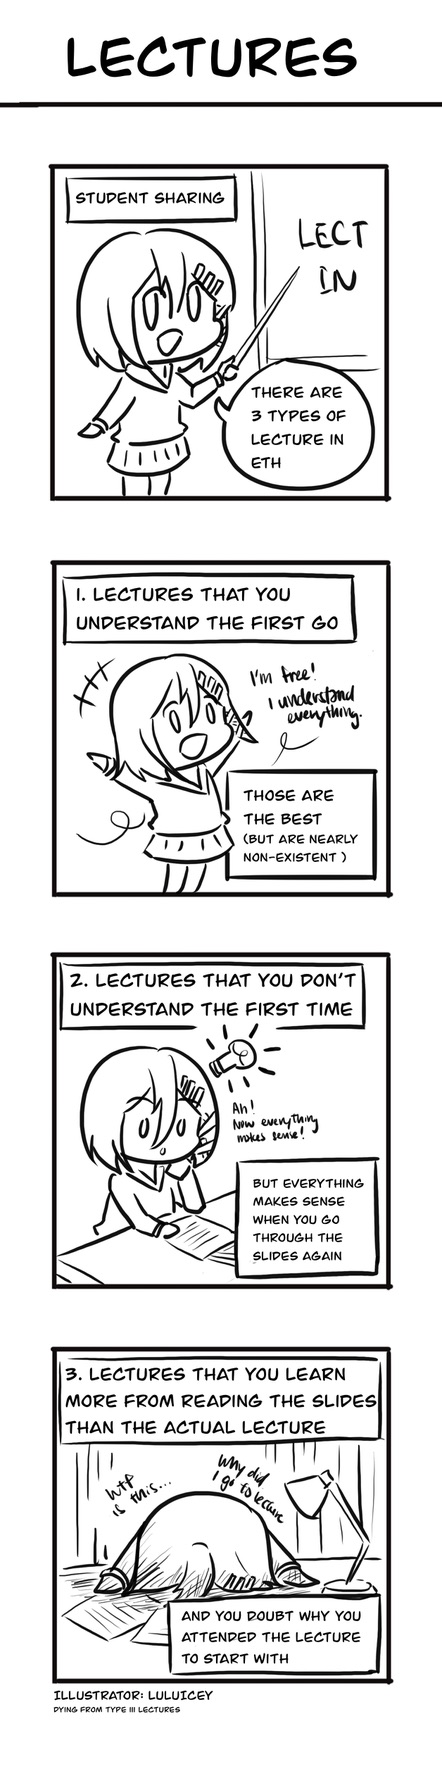 LECTURES
STUDENT SHARING
LECT
IN
THERE ARE
3 TYPES OF
LECTURE IN
ETH
1. LECTURES THAT YOU
UNDERSTAND THE FIRST GO
I'm free!
I understand
everything.
THOSE ARE
THE BEST
(BUT ARE NEARLY
NON-EXISTENT )
2. LECTURES THAT YOU DON'T
UNDERSTAND THE FIRST TIME
Ah!
Now everything
makes sense!
BUT EVERYTHING
MAKES SENSE
WHEN YOU GO
THROUGH THE
SLIDES AGAIN
3. LECTURES THAT YOU LEARN
MORE FROM READING THE SLIDES
THAN THE ACTUAL LECTURE
WTF
is this...
Why did
I go to lecture
AND YOU DOUBT WHY YOU
ATTENDED THE LECTURE
TO START WITH
ILLUSTRATOR: LULUICEY
DYING FROM TYPE III LECTURES